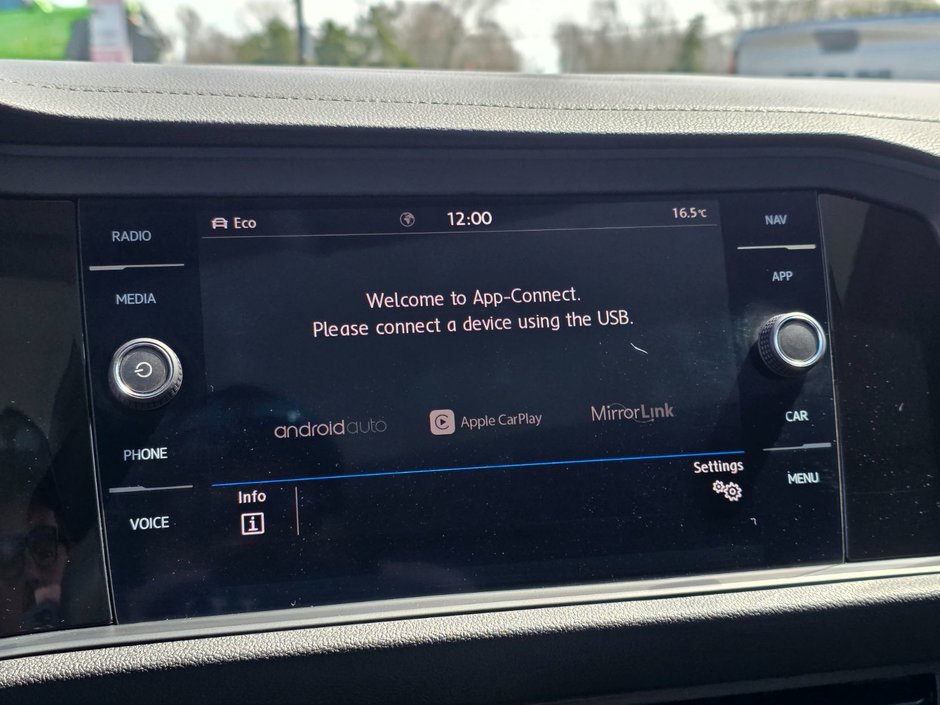 RADIO
MEDIA
PHONE
VOICE
Eco
12:00
16.5°C
Welcome to App-Connect.
Please connect a device using the USB.
androidauto
Apple CarPlay
MirrorLink
Info
i
Settings
NAV
APP
CAR
MENU